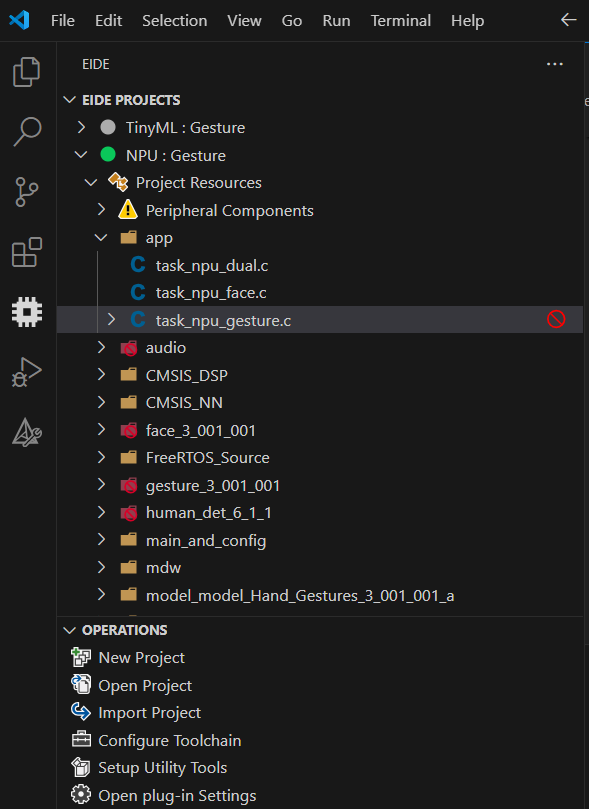 File Edit Selection View Go Run Terminal Help
EIDE
EIDE PROJECTS
TinyML : Gesture
NPU : Gesture
Project Resources
Peripheral Components
app
task_npu_dual.c
task_npu_face.c
task_npu_gesture.c
audio
CMSIS_DSP
CMSIS_NN
face_3_001_001
FreeRTOS_Source
gesture_3_001_001
human_det_6_1_1
main_and_config
mdw
model_model_Hand_Gestures_3_001_001_a
OPERATIONS
New Project
Open Project
Import Project
Configure Toolchain
Setup Utility Tools
Open plug-in Settings